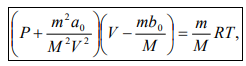 (P + m²a₀/M²V²)(V − mb₀/M) = m/M RT,